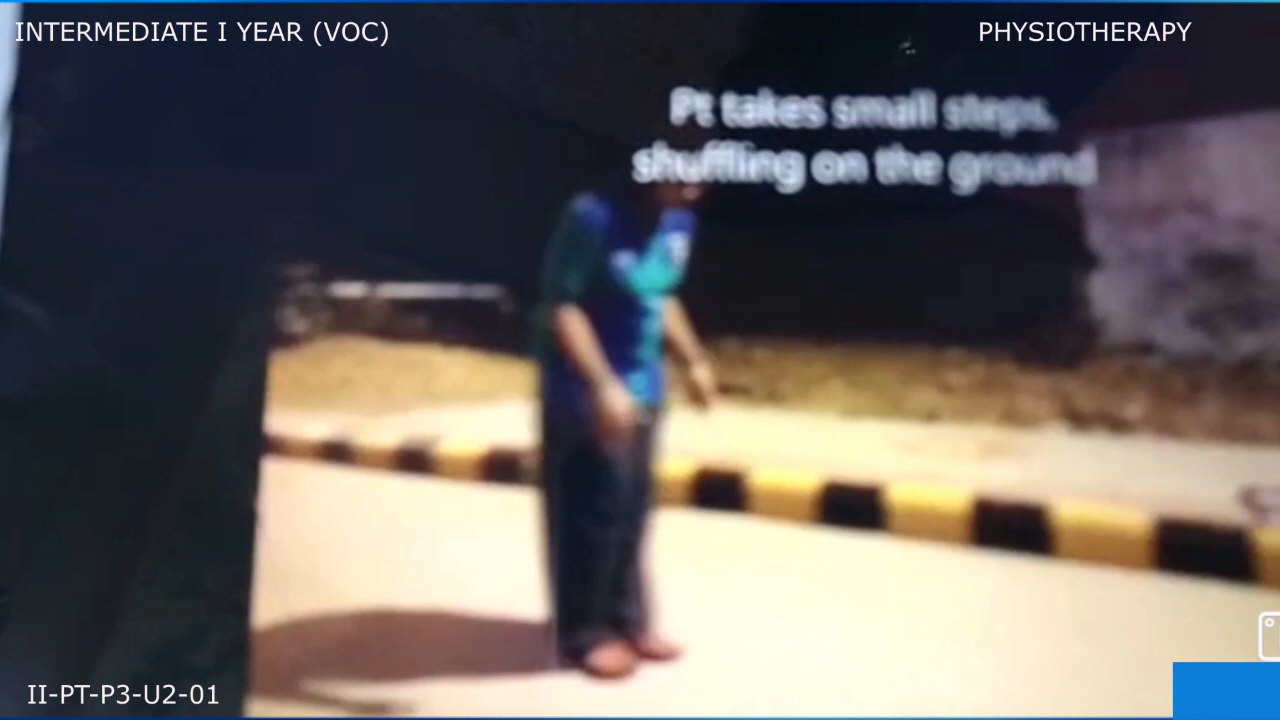 INTERMEDIATE I YEAR (VOC)
PHYSIOTHERAPY
Pt takes small steps,
shuffling on the ground
II-PT-P3-U2-01